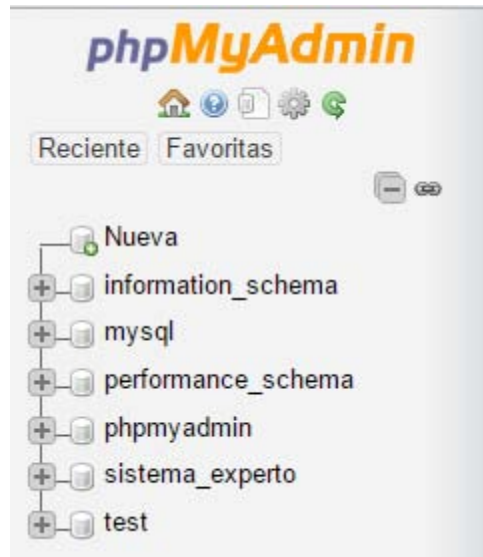 phpMyAdmin
Reciente Favoritas
Nueva
information_schema
mysql
performance_schema
phpmyadmin
sistema_experto
test